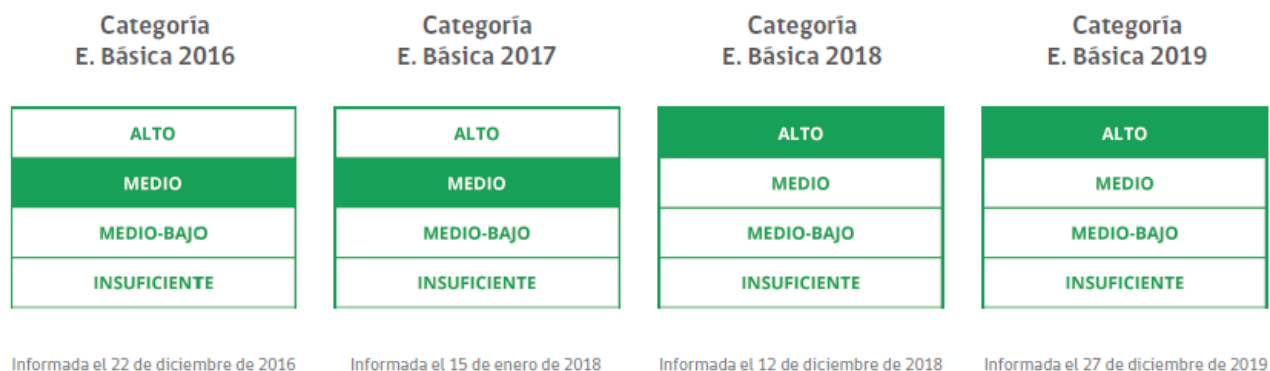 Categoría
E. Básica 2016
ALTO
MEDIO
MEDIO-BAJO
INSUFICIENTE
Informada el 22 de diciembre de 2016
Categoría
E. Básica 2017
ALTO
MEDIO
MEDIO-BAJO
INSUFICIENTE
Informada el 15 de enero de 2018
Categoría
E. Básica 2018
ALTO
MEDIO
MEDIO-BAJO
INSUFICIENTE
Informada el 12 de diciembre de 2018
Categoría
E. Básica 2019
ALTO
MEDIO
MEDIO-BAJO
INSUFICIENTE
Informada el 27 de diciembre de 2019